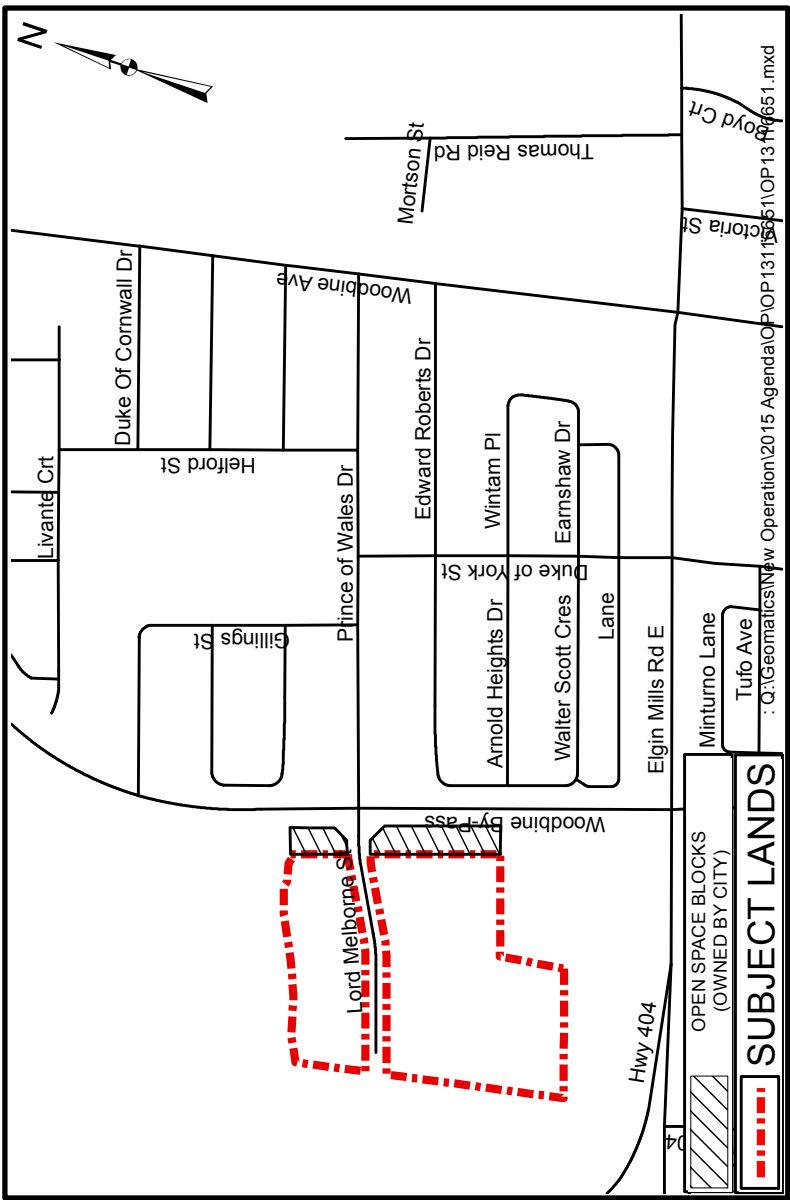 N
Boyd Crt
Thomas Reid Rd
Mortson St
Victoria St
Woodbine Ave
Duke Of Cornwall Dr
Livante Crt
Helford St
Edward Roberts Dr
Prince of Wales Dr
Wintam Pl
Earnshaw Dr
Duke of York St
Gillings St
Arnold Heights Dr
Walter Scott Cres
Lane
Elgin Mills Rd E
Minturno Lane
Tufo Ave
Woodbine By-Pass
Lord Melborne St
Hwy 404
04
OPEN SPACE BLOCKS
(OWNED BY CITY)
SUBJECT LANDS
: Q:\Geomatics\New Operation\2015 Agenda\OP\OP13116651\OP13116651.mxd